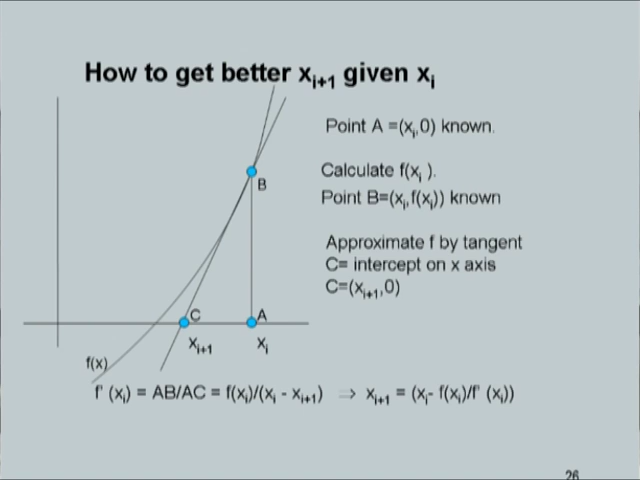 How to get better xi+1 given xi
Point A =(xi,0) known.
Calculate f(xi ).
Point B=(xi,f(xi)) known
Approximate f by tangent
C= intercept on x axis
C=(xi+1,0)
B
C
A
xi+1
xi
f(x)
f' (xi) = AB/AC = f(xi)/(xi - xi+1) ⇒ xi+1 = (xi- f(xi)/f' (xi))
26